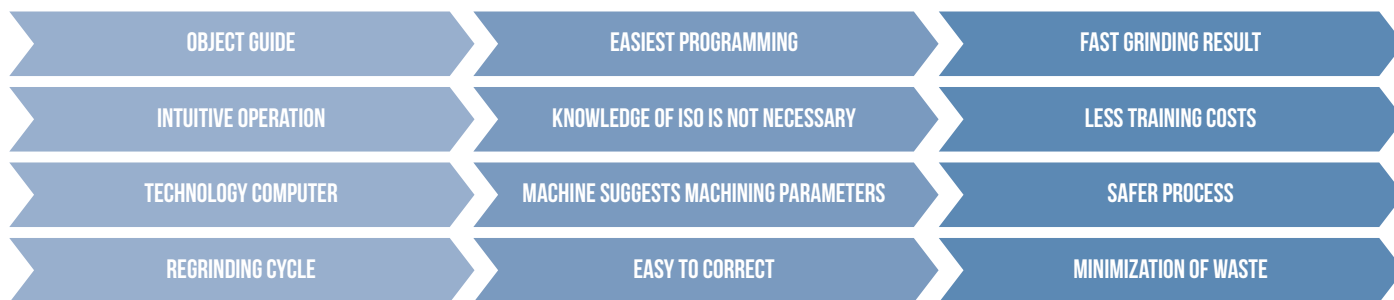 OBJECT GUIDE
EASIEST PROGRAMMING
FAST GRINDING RESULT
INTUITIVE OPERATION
KNOWLEDGE OF ISO IS NOT NECESSARY
LESS TRAINING COSTS
TECHNOLOGY COMPUTER
MACHINE SUGGESTS MACHINING PARAMETERS
SAFER PROCESS
REGRINDING CYCLE
EASY TO CORRECT
MINIMIZATION OF WASTE